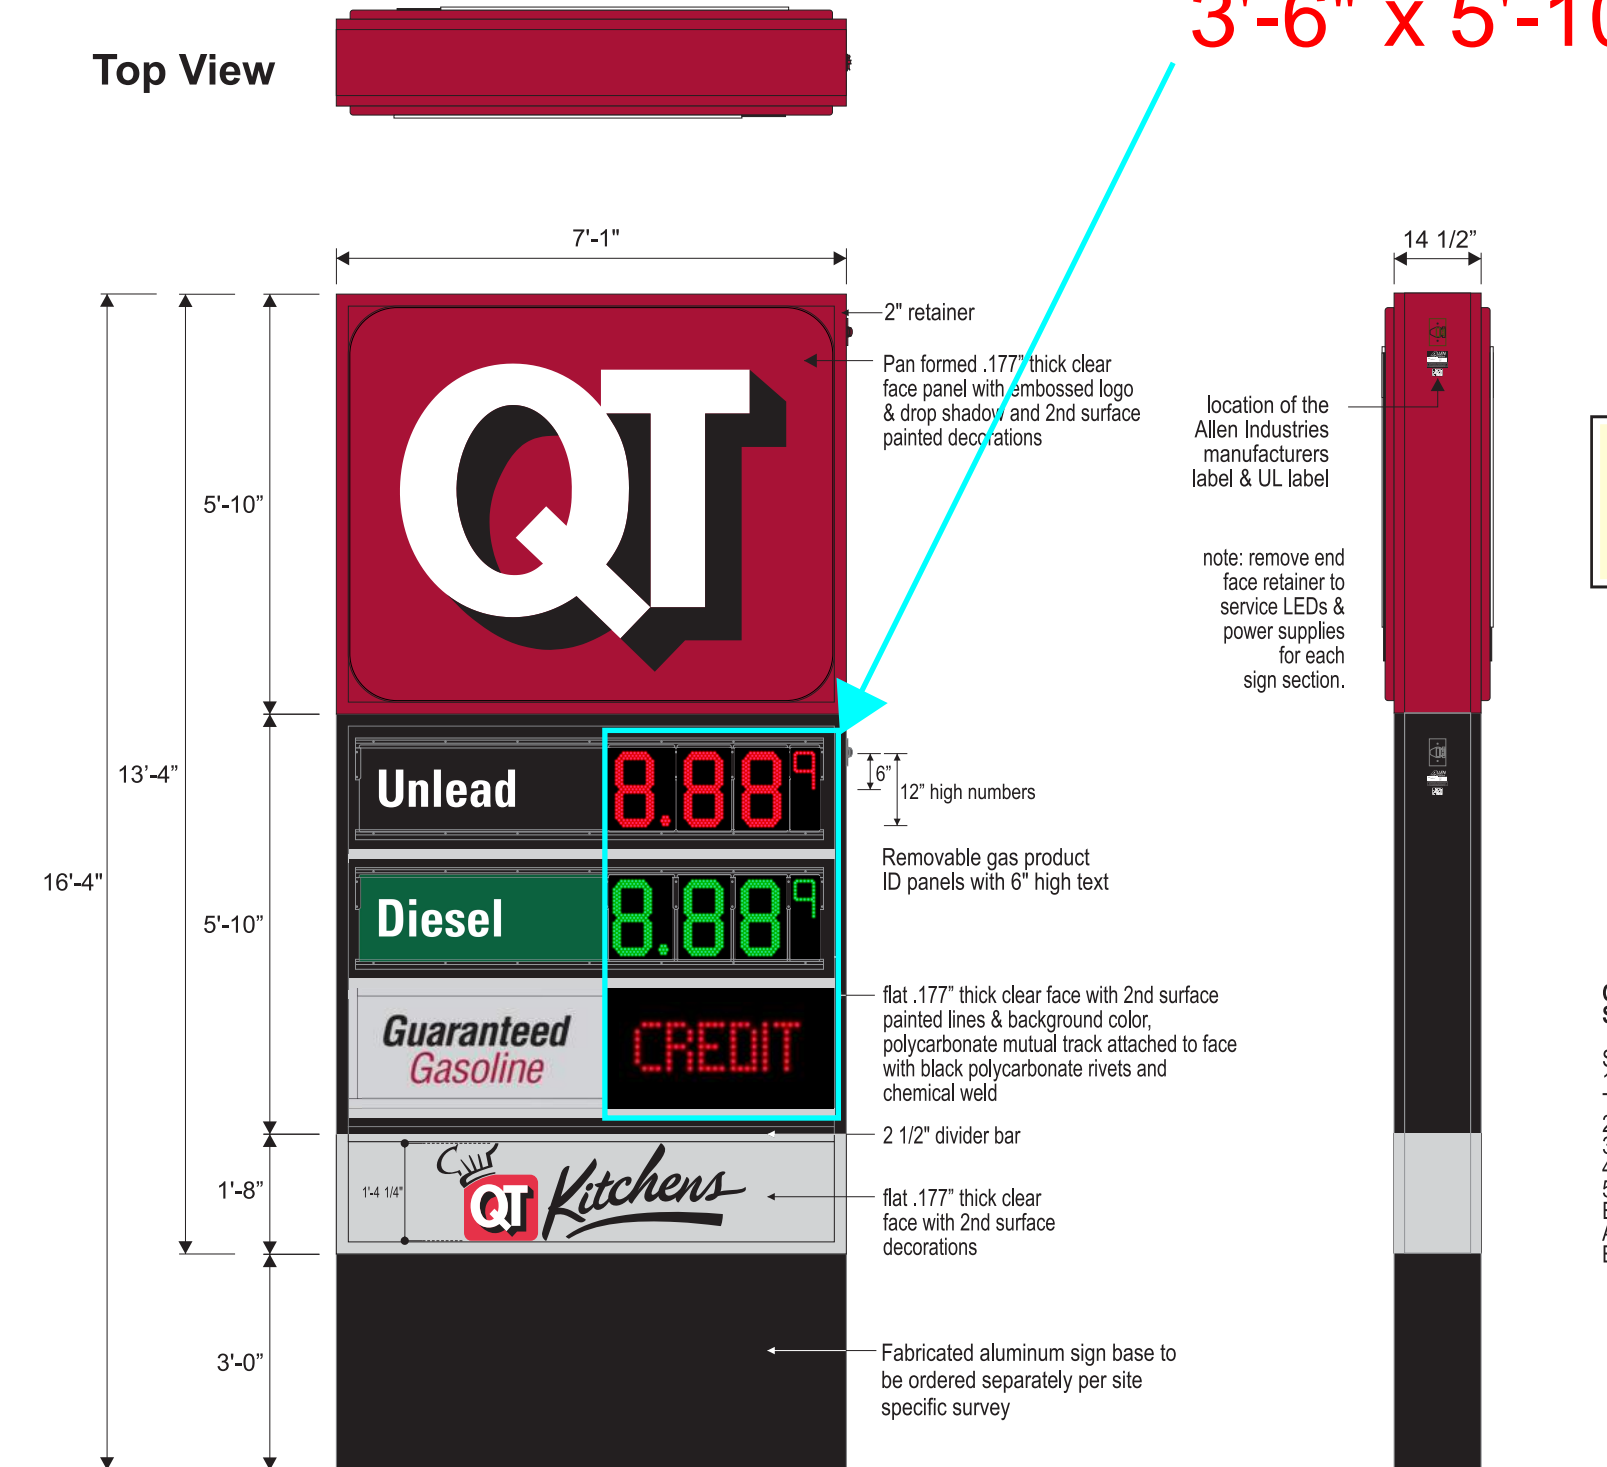 3'-6" x 5'-10
Top View
7'-1"
14 1/2”
2" retainer
Pan formed .177” thick clear
face panel with embossed logo
& drop shadow and 2nd surface
painted decorations
QT
location of the
Allen Industries
manufacturers
label & UL label
note: remove end
face retainer to
service LEDs &
power supplies
for each
sign section.
5'-10”
13’-4”
16'-4"
Unlead
8.889
6”
12” high numbers
Removable gas product
ID panels with 6" high text
Diesel
8.889
5'-10”
flat .177” thick clear face with 2nd surface
painted lines & background color,
polycarbonate mutual track attached to face
with black polycarbonate rivets and
chemical weld
Guaranteed
Gasoline
CREDIT
2 1/2" divider bar
1'-8”
1'-4 1/4"
QT Kitchens
flat .177” thick clear
face with 2nd surface
decorations
3'-0”
Fabricated aluminum sign base to
be ordered separately per site
specific survey